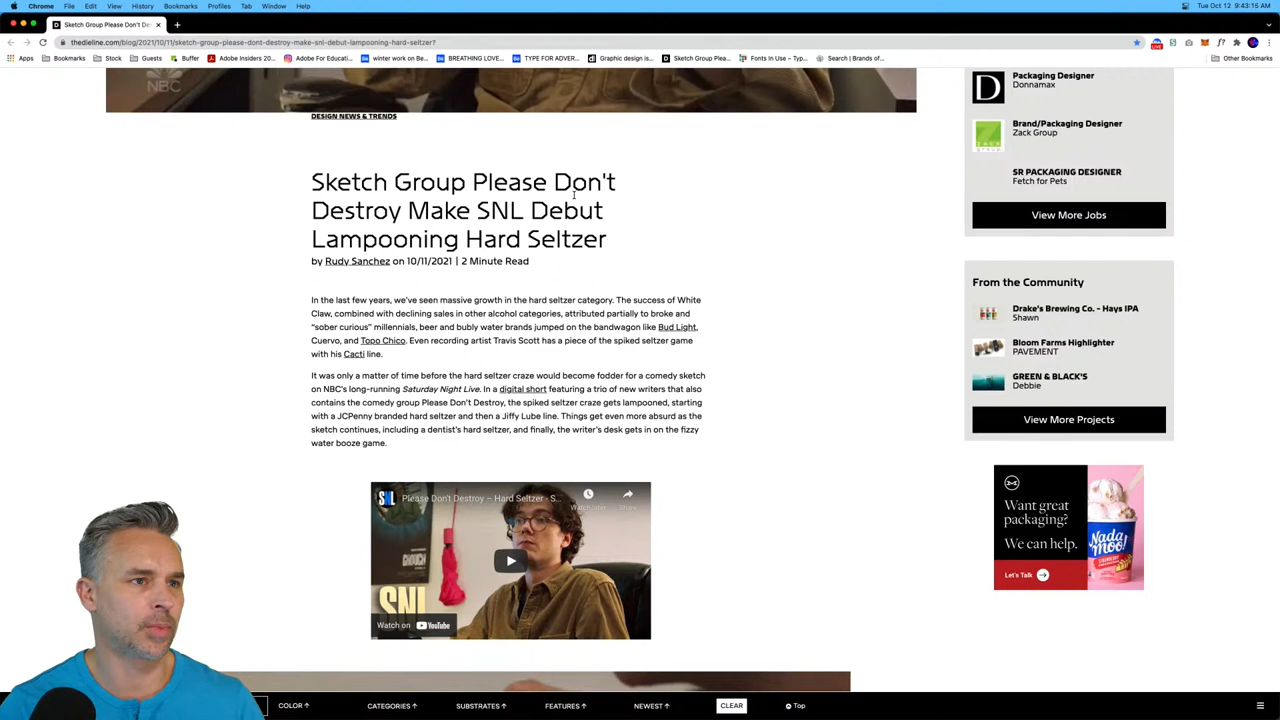 Chrome File Edit View History Bookmarks Profiles Tab Window Help
Tue Oct 12 9:43:15 AM
Sketch Group Please Don't De
thedieline.com/blog/2021/10/11/sketch-group-please-dont-destroy-make-snl-debut-lampooning-hard-seltzer?
LIVE
f?
Apps Bookmarks Stock Guests Buffer Adobe Insiders 20... Adobe For Educati... winter work on Be... BREATHING LOVE... TYPE FOR ADVER... Graphic design is... Sketch Group Plea... Fonts In Use – Typ... Search | Brands of... Other Bookmarks
NBC
DESIGN NEWS & TRENDS
Sketch Group Please Don't
Destroy Make SNL Debut
Lampooning Hard Seltzer
by Rudy Sanchez on 10/11/2021 | 2 Minute Read
In the last few years, we've seen massive growth in the hard seltzer category. The success of White
Claw, combined with declining sales in other alcohol categories, attributed partially to broke and
“sober curious” millennials, beer and bubly water brands jumped on the bandwagon like Bud Light,
Cuervo, and Topo Chico. Even recording artist Travis Scott has a piece of the spiked seltzer game
with his Cacti line.
It was only a matter of time before the hard seltzer craze would become fodder for a comedy sketch
on NBC's long-running Saturday Night Live. In a digital short featuring a trio of new writers that also
contains the comedy group Please Don't Destroy, the spiked seltzer craze gets lampooned, starting
with a JCPenny branded hard seltzer and then a Jiffy Lube line. Things get even more absurd as the
sketch continues, including a dentist's hard seltzer, and finally, the writer's desk gets in on the fizzy
water booze game.
SNL
Please Don't Destroy – Hard Seltzer - S...
Watch later Share
SNL
Watch on YouTube
Packaging Designer
Donnamax
D
Brand/Packaging Designer
Zack Group
SR PACKAGING DESIGNER
Fetch for Pets
View More Jobs
From the Community
Drake's Brewing Co. - Hays IPA
Shawn
Bloom Farms Highlighter
PAVEMENT
GREEN & BLACK'S
Debbie
View More Projects
Want great
packaging?
We can help.
Let's Talk
Nada
moo!
COLOR CATEGORIES SUBSTRATES FEATURES NEWEST CLEAR Top